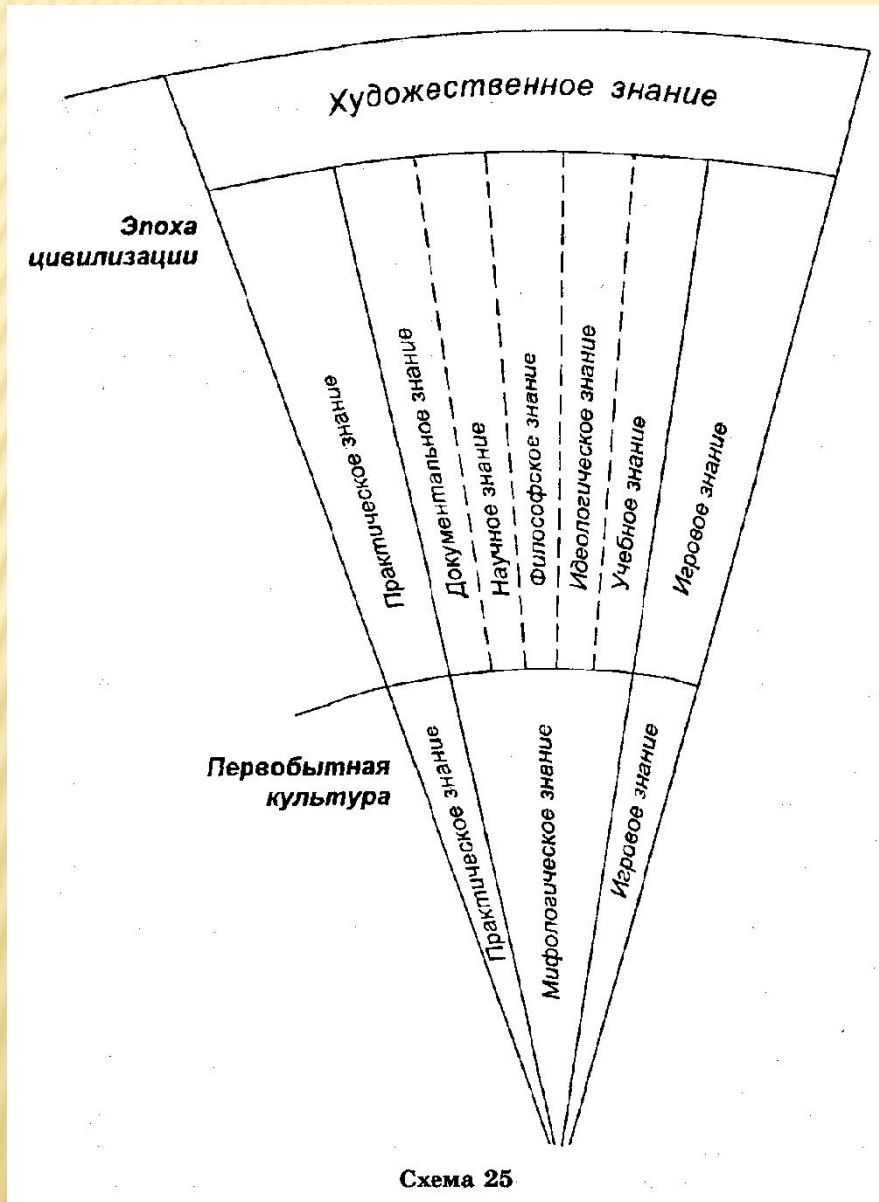 Художественное знание
Эпоха
цивилизации
Практическое знание
Документальное знание
Научное знание
Философское знание
Идеологическое знание
Учебное знание
Игровое знание
Первобытная
культура
Практическое знание
Мифологическое знание
Игровое знание
Схема 25